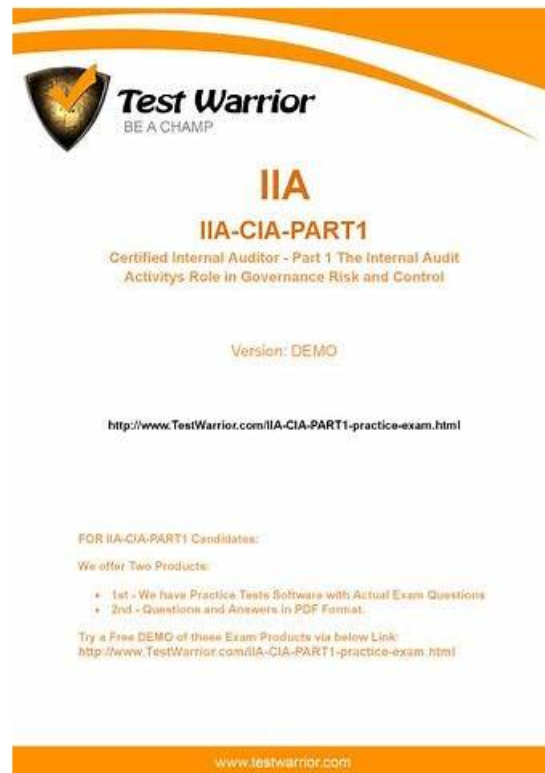 Test Warrior
BE A CHAMP
IIA
IIA-CIA-PART1
Certified Internal Auditor - Part 1 The Internal Audit
Activitys Role in Governance Risk and Control
Version: DEMO
http://www.TestWarrior.com/IIA-CIA-PART1-practice-exam.html
FOR IIA-CIA-PART1 Candidates:
We offer Two Products:
• 1st - We have Practice Tests Software with Actual Exam Questions
• 2nd - Questions and Answers in PDF Format.
Try a Free DEMO of these Exam Products via below Link:
http://www.TestWarrior.com/IIA-CIA-PART1-practice-exam.html
www.testwarrior.com